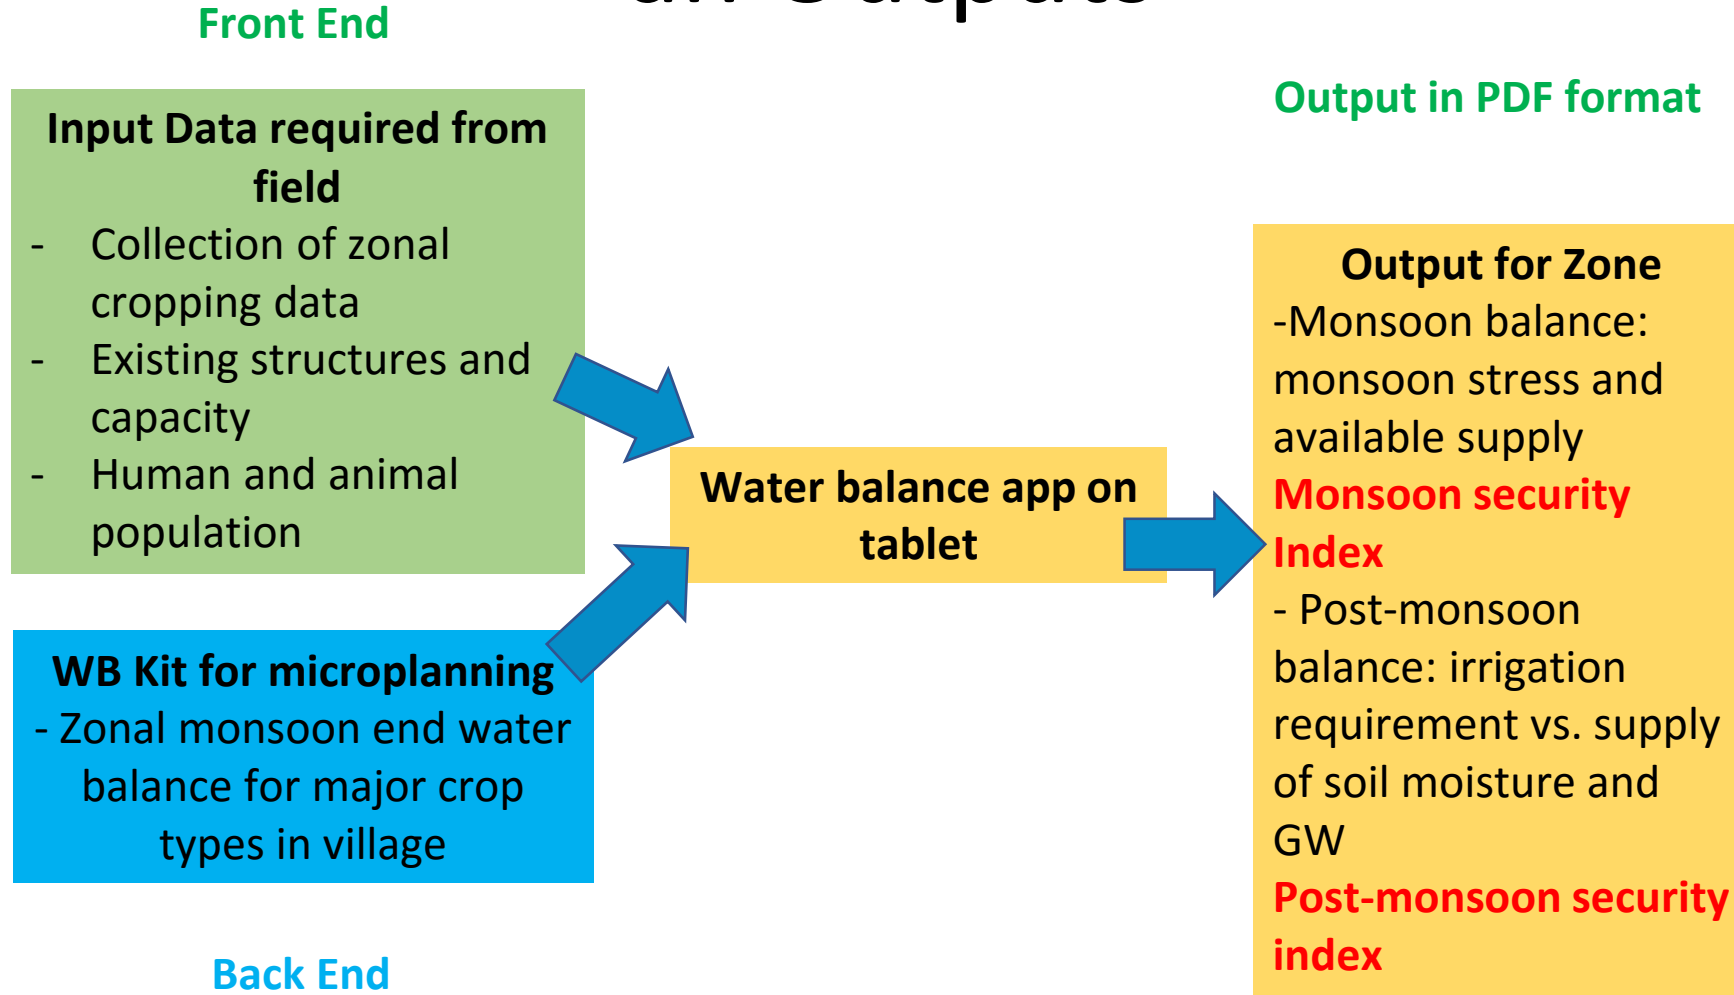 Front End
Input Data required from
field
- Collection of zonal
cropping data
- Existing structures and
capacity
- Human and animal
population
WB Kit for microplanning
- Zonal monsoon end water
balance for major crop
types in village
Back End
Water balance app on
tablet
Output in PDF format
Output for Zone
-Monsoon balance:
monsoon stress and
available supply
Monsoon security
Index
- Post-monsoon
balance: irrigation
requirement vs. supply
of soil moisture and
GW
Post-monsoon security
index